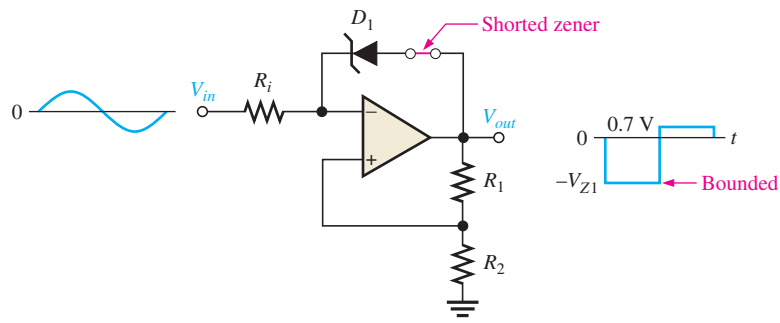 D1
Shorted zener
Vin
Ri
0
−
+
Vout
R1
R2
0.7 V
0
t
−VZ1
Bounded